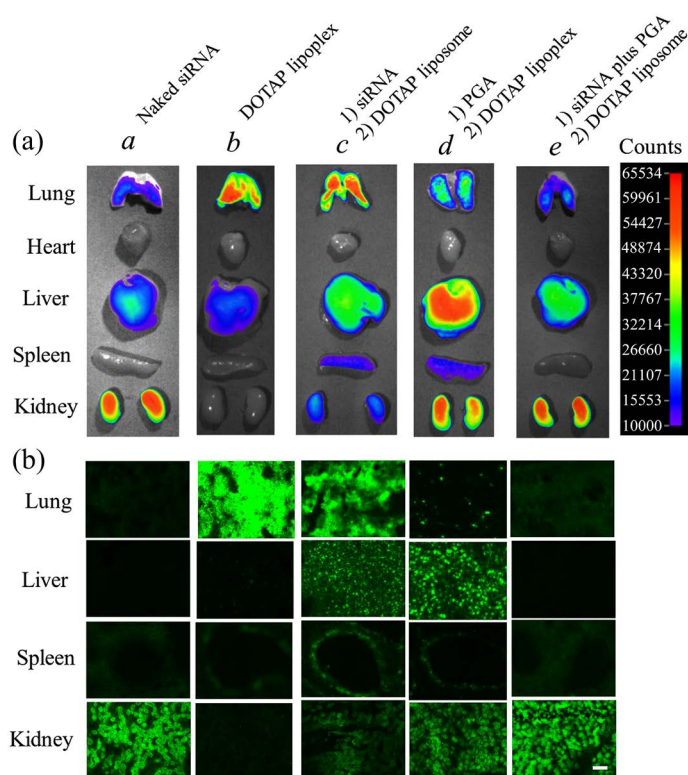 Naked siRNA
DOTAP lipoplex
1) siRNA
2) DOTAP liposome
1) PGA
2) DOTAP lipoplex
1) siRNA plus PGA
2) DOTAP liposome
(a)
a
b
c
d
e
Counts
Lung
Heart
Liver
Spleen
Kidney
65534
59961
54427
48874
43320
37767
32214
26660
21107
15553
10000
(b)
Lung
Liver
Spleen
Kidney